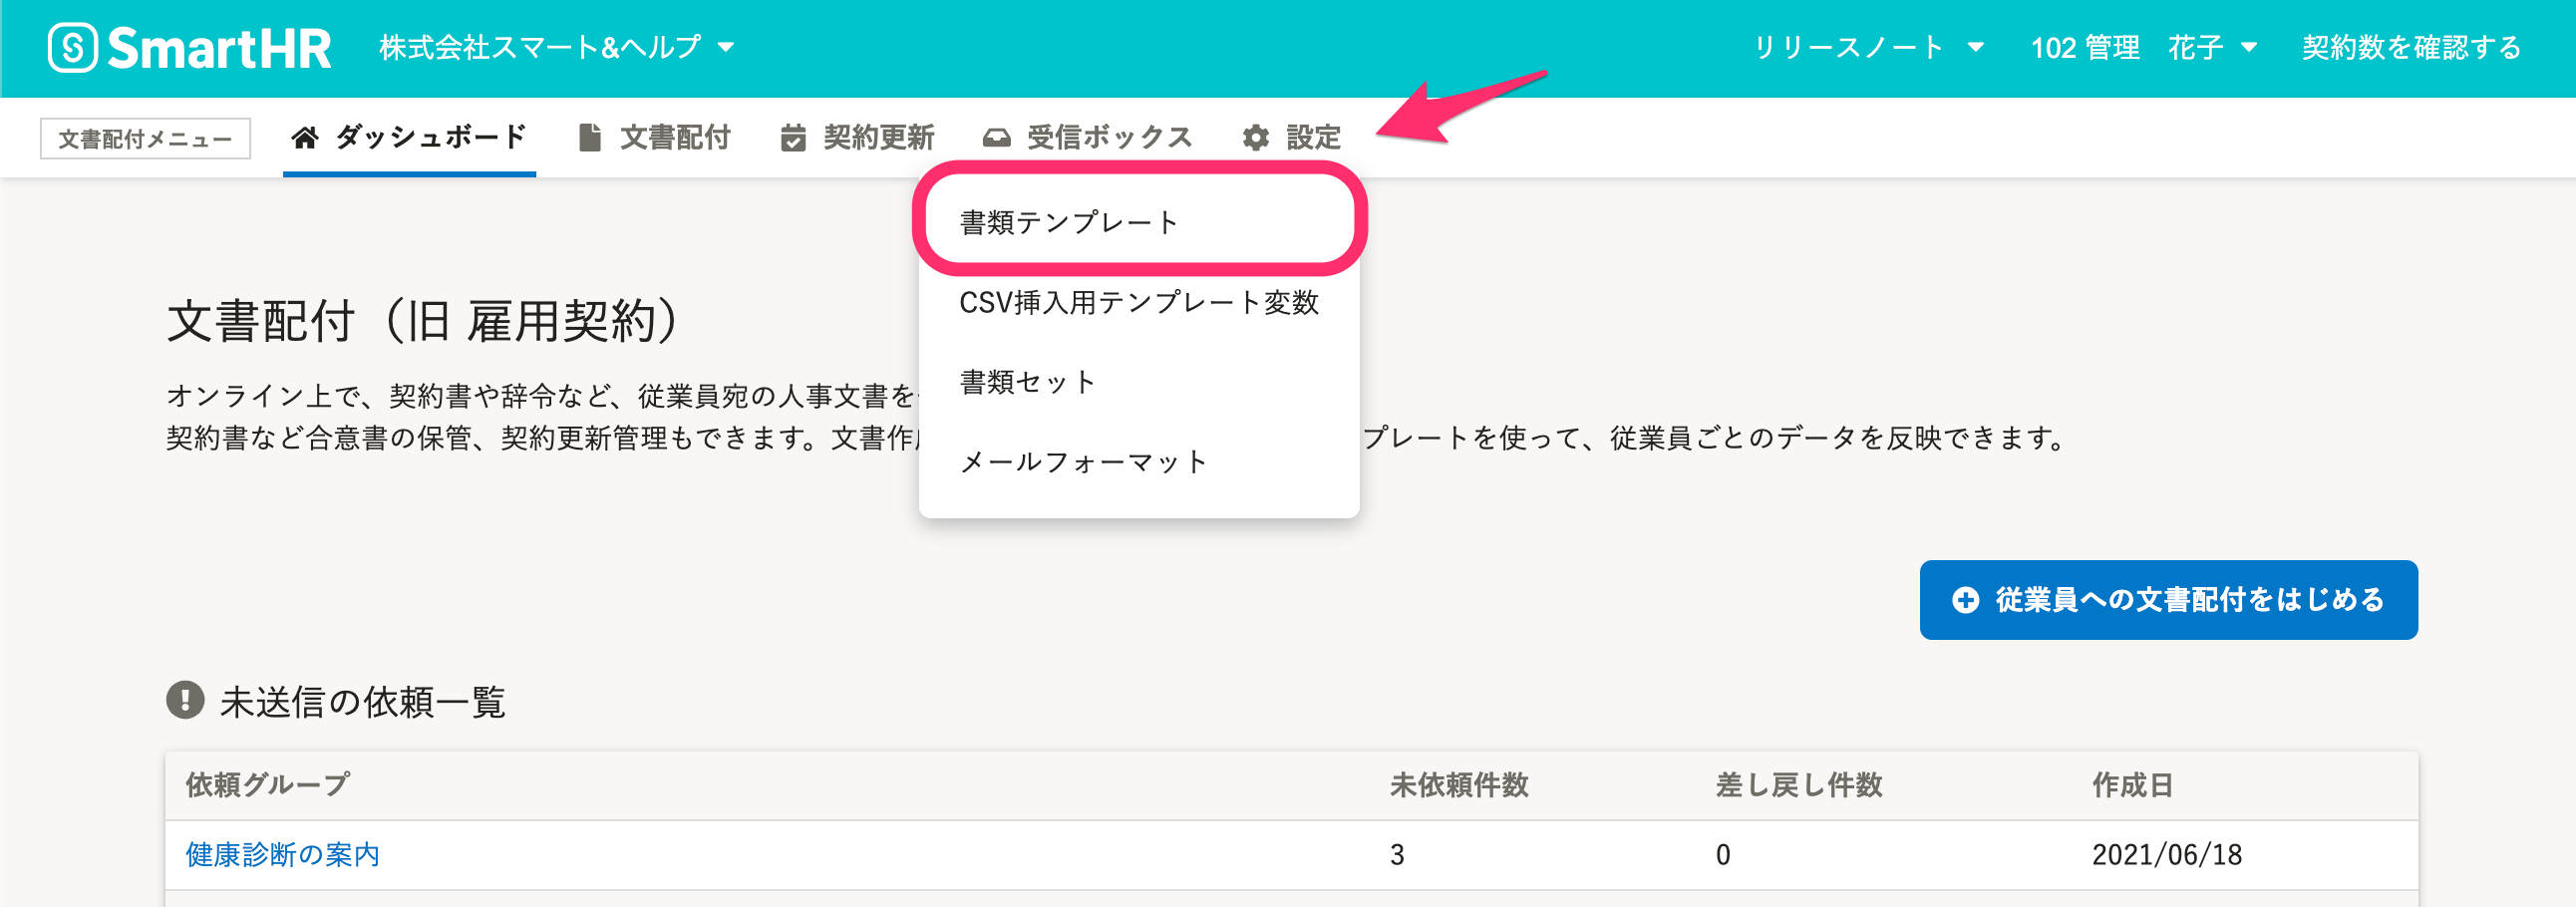 SmartHR 株式会社スマート&ヘルプ リリースノート 102 管理 花子 契約数を確認する
文書配付メニュー ダッシュボード 文書配付 契約更新 受信ボックス 設定
書類テンプレート
CSV挿入用テンプレート変数
書類セット
メールフォーマット
文書配付（旧 雇用契約）
オンライン上で、契約書や辞令など、従業員宛の人事文書を
契約書など合意書の保管、契約更新管理もできます。文書作 プレートを使って、従業員ごとのデータを反映できます。
従業員への文書配付をはじめる
未送信の依頼一覧
依頼グループ 未依頼件数 差し戻し件数 作成日
健康診断の案内 3 0 2021/06/18